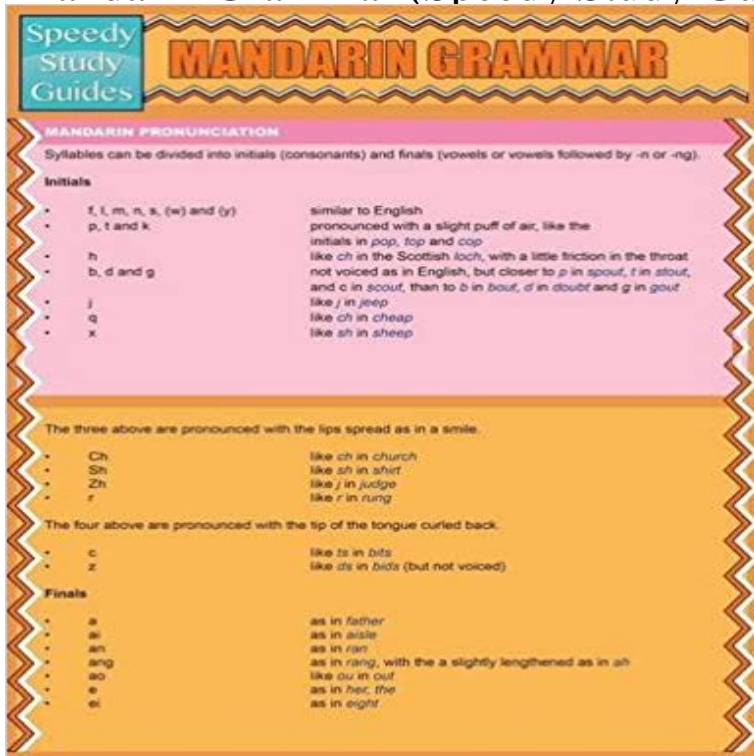 Speedy
Study
Guides
MANDARIN GRAMMAR
MANDARIN PRONUNCIATION
Syllables can be divided into initials (consonants) and finals (vowels or vowels followed by -n or -ng).
Initials
• f, l, m, n, s, (w) and (y) similar to English
• p, t and k pronounced with a slight puff of air, like the
initials in pop, top and cop
• h like ch in the Scottish loch, with a little friction in the throat
• b, d and g not voiced as in English, but closer to p in spout, t in stout,
and c in scout, than to b in bout, d in doubt and g in gout
• j like j in jeep
• q like ch in cheap
• x like sh in sheep
The three above are pronounced with the lips spread as in a smile.
• Ch like ch in church
• Sh like sh in shirt
• Zh like j in judge
• r like r in rung
The four above are pronounced with the tip of the tongue curled back.
• c like ts in bits
• z like ds in bids (but not voiced)
Finals
• a as in father
• ai as in aisle
• an as in ran
• ang as in rang, with the a slightly lengthened as in ah
• ao like ou in out
• e as in her, the
• ei as in eight